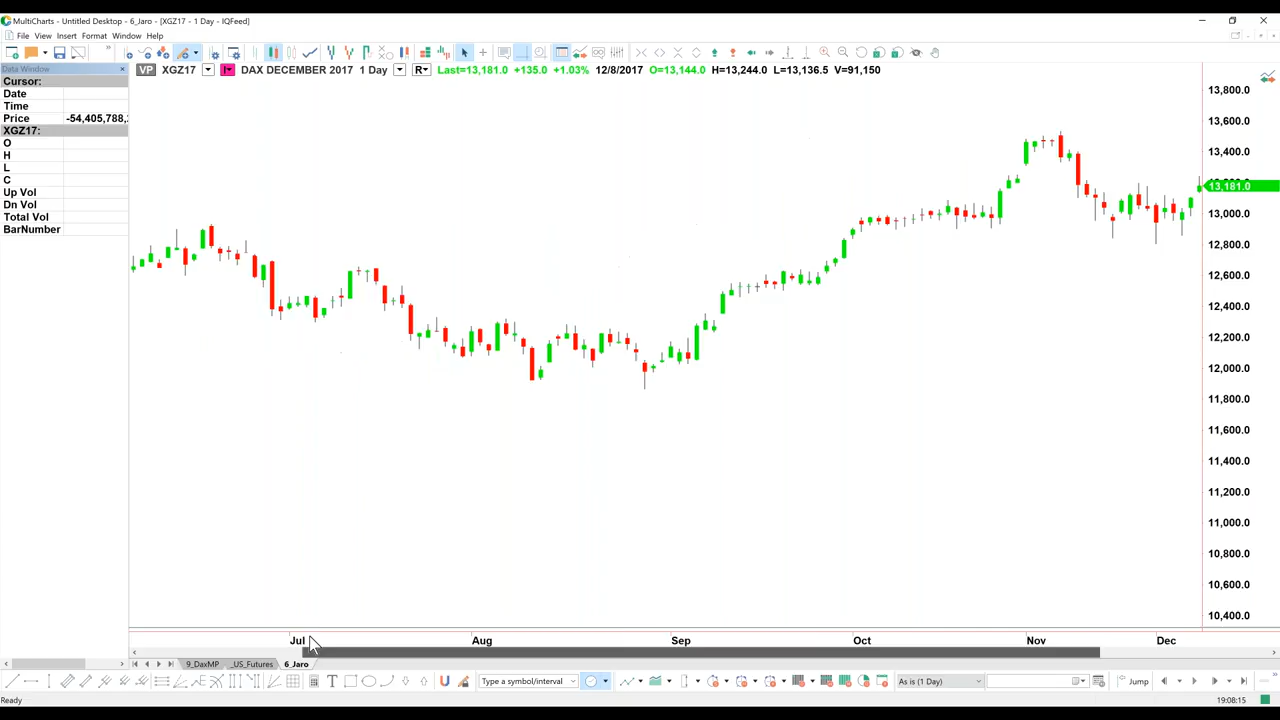 MultiCharts - Untitled Desktop - 6_Jaro - [XGZ17 - 1 Day - IQFeed]
File View Insert Format Window Help
Data Window
VP XGZ17 DAX DECEMBER 2017 1 Day R Last=13,181.0 +135.0 +1.03% 12/8/2017 O=13,144.0 H=13,244.0 L=13,136.5 V=91,150
Cursor:
Date
Time
Price -54,405,788,
XGZ17:
O
H
L
C
Up Vol
Dn Vol
Total Vol
BarNumber
13,800.0
13,600.0
13,400.0
13,181.0
13,000.0
12,800.0
12,600.0
12,400.0
12,200.0
12,000.0
11,800.0
11,600.0
11,400.0
11,200.0
11,000.0
10,800.0
10,600.0
10,400.0
Jul Aug Sep Oct Nov Dec
9_DaxMP _US_Futures 6_Jaro
Type a symbol/interval As is (1 Day) Jump
Ready 19:08:15